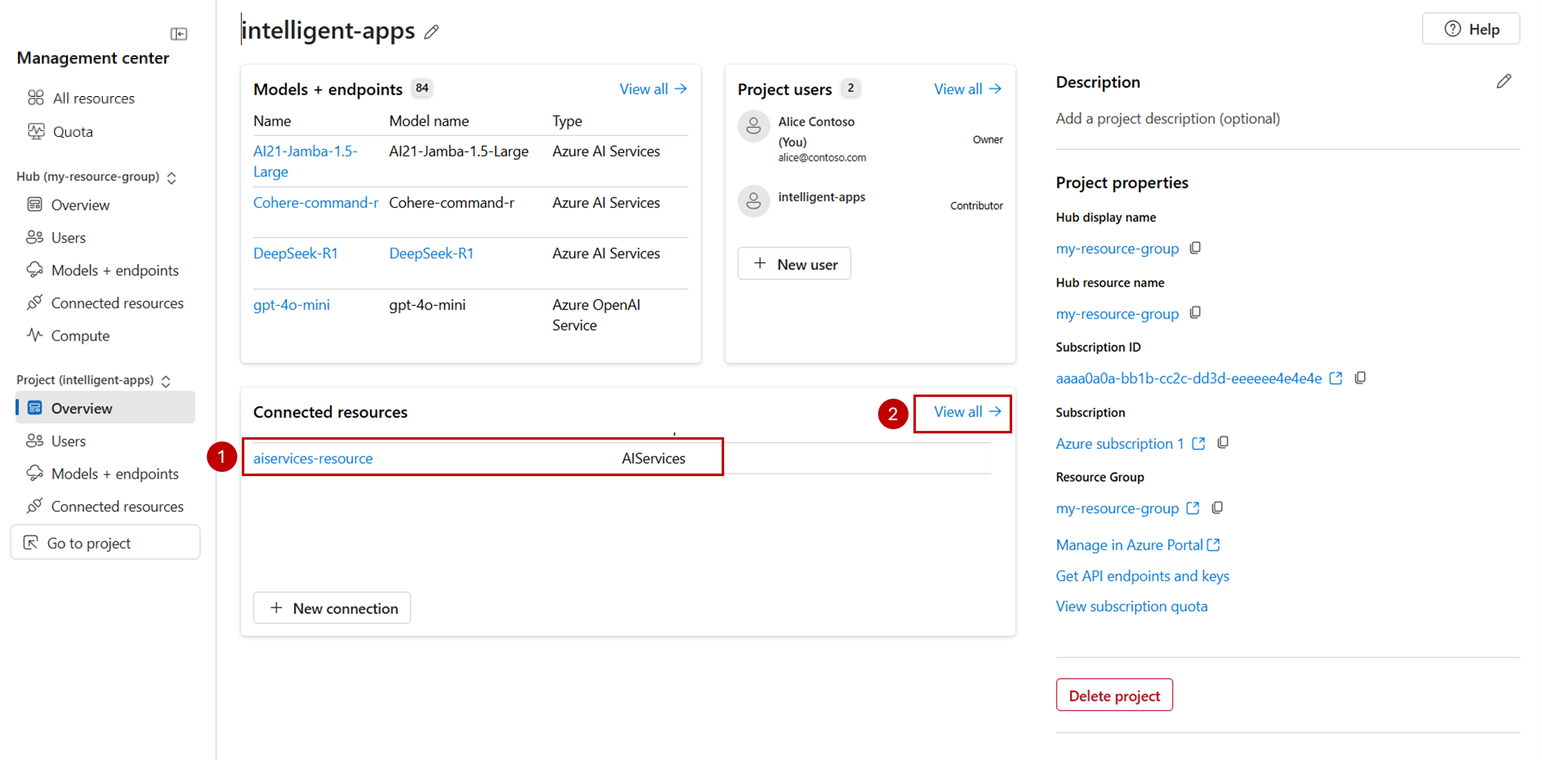 Management center
All resources
Quota
Hub (my-resource-group)
Overview
Users
Models + endpoints
Connected resources
Compute
Project (intelligent-apps)
Overview
Users
Models + endpoints
Connected resources
Go to project
intelligent-apps
Help
Models + endpoints 84 View all
Name Model name Type
AI21-Jamba-1.5- AI21-Jamba-1.5-Large Azure AI Services
Large
Cohere-command-r Cohere-command-r Azure AI Services
DeepSeek-R1 DeepSeek-R1 Azure AI Services
gpt-4o-mini gpt-4o-mini Azure OpenAI
Service
Project users 2 View all
Alice Contoso
(You)
Owner
alice@contoso.com
intelligent-apps
Contributor
New user
Connected resources 2 View all
1 aiservices-resource AIServices
New connection
Description
Add a project description (optional)
Project properties
Hub display name
my-resource-group
Hub resource name
my-resource-group
Subscription ID
aaaa0a0a-bb1b-cc2c-dd3d-eeeeee4e4e4e
Subscription
Azure subscription 1
Resource Group
my-resource-group
Manage in Azure Portal
Get API endpoints and keys
View subscription quota
Delete project